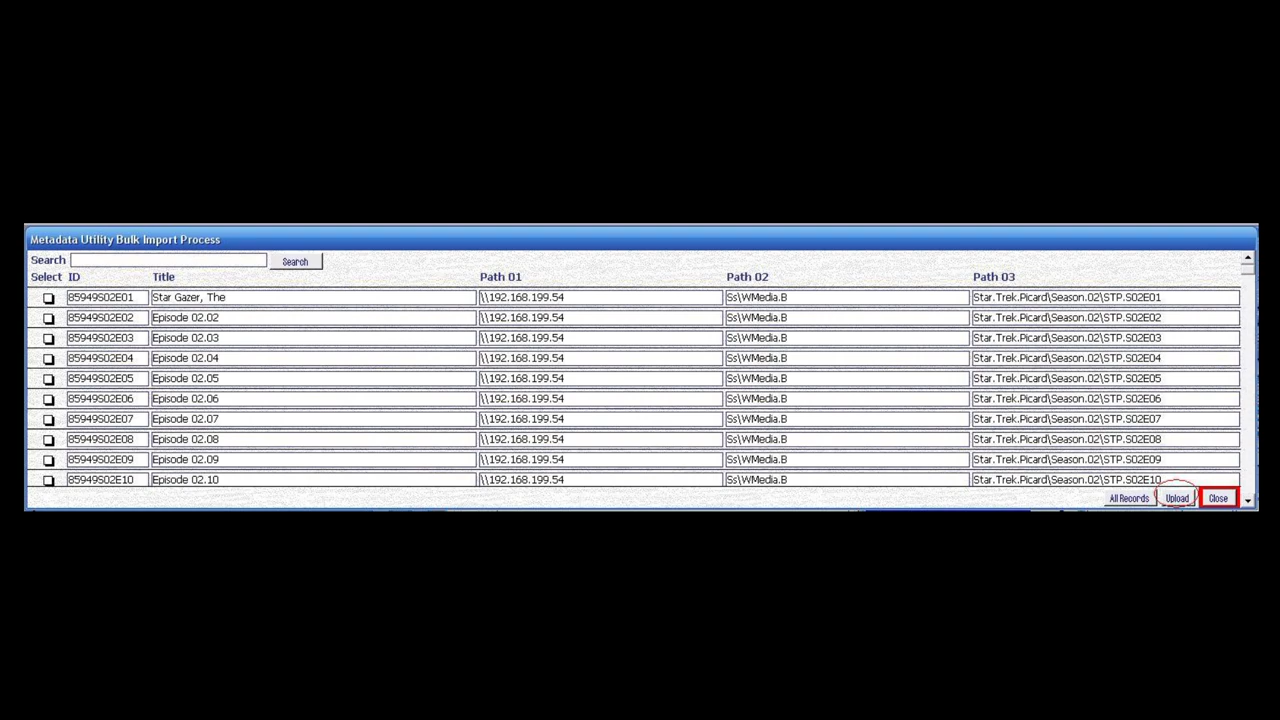 Metadata Utility Bulk Import Process
Search Search
Select ID Title Path 01 Path 02 Path 03
85949S02E01 Star Gazer, The \\192.168.199.54 Ss\WMedia.B Star.Trek.Picard\Season.02\STP.S02E01
85949S02E02 Episode 02.02 \\192.168.199.54 Ss\WMedia.B Star.Trek.Picard\Season.02\STP.S02E02
85949S02E03 Episode 02.03 \\192.168.199.54 Ss\WMedia.B Star.Trek.Picard\Season.02\STP.S02E03
85949S02E04 Episode 02.04 \\192.168.199.54 Ss\WMedia.B Star.Trek.Picard\Season.02\STP.S02E04
85949S02E05 Episode 02.05 \\192.168.199.54 Ss\WMedia.B Star.Trek.Picard\Season.02\STP.S02E05
85949S02E06 Episode 02.06 \\192.168.199.54 Ss\WMedia.B Star.Trek.Picard\Season.02\STP.S02E06
85949S02E07 Episode 02.07 \\192.168.199.54 Ss\WMedia.B Star.Trek.Picard\Season.02\STP.S02E07
85949S02E08 Episode 02.08 \\192.168.199.54 Ss\WMedia.B Star.Trek.Picard\Season.02\STP.S02E08
85949S02E09 Episode 02.09 \\192.168.199.54 Ss\WMedia.B Star.Trek.Picard\Season.02\STP.S02E09
85949S02E10 Episode 02.10 \\192.168.199.54 Ss\WMedia.B Star.Trek.Picard\Season.02\STP.S02E10
All Records Upload Close